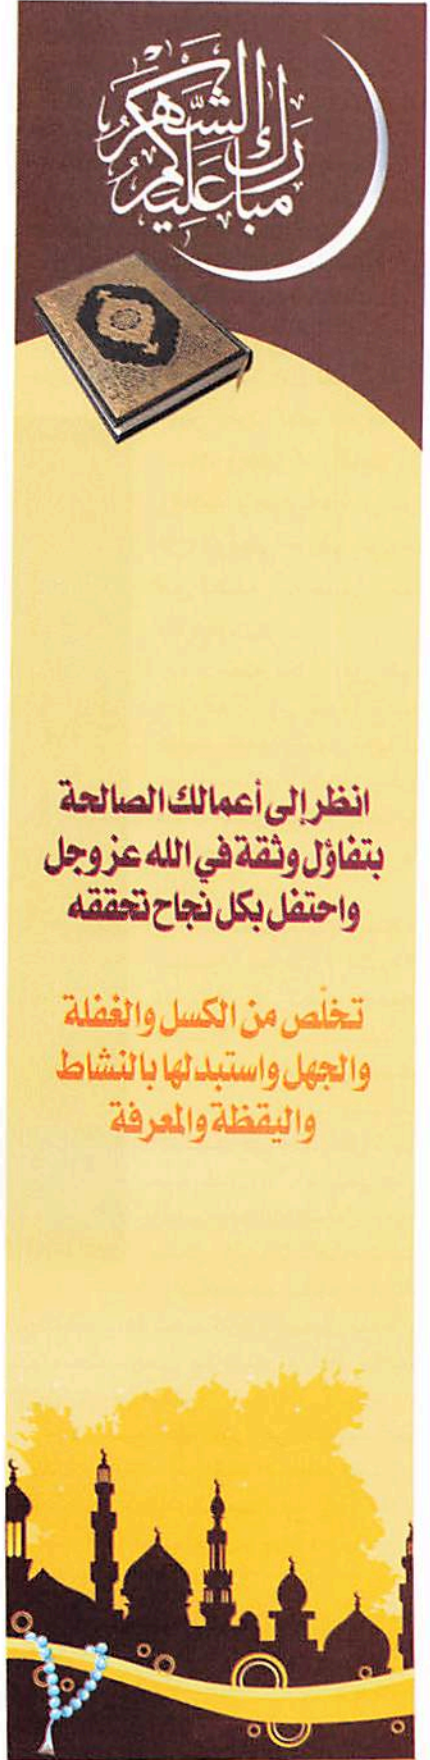 مبارك عليكم الشهر
انظر إلى أعمالك الصالحة
بتفاؤل وثقة في الله عز وجل
واحتفل بكل نجاح تحققه
تخلّص من الكسل والغفلة
والجهل واستبدلها بالنشاط
واليقظة والمعرفة